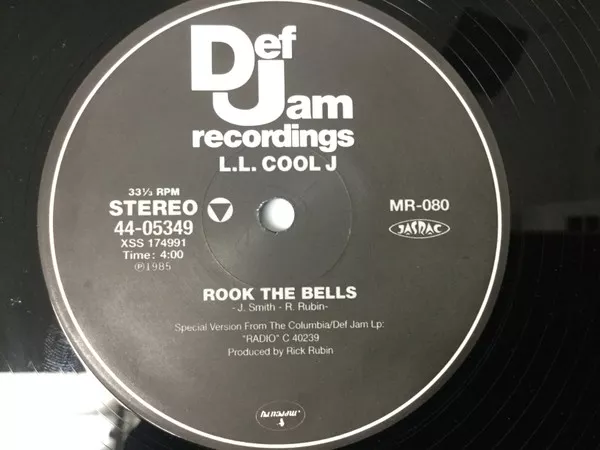 Def Jam
recordings
L.L. COOL J
33⅓ RPM
STEREO
44-05349
XSS 174991
Time: 4:00
Ⓟ1985
MR-080
JASRAC
ROOK THE BELLS
- J. Smith - R. Rubin-
Special Version From The Columbia/Def Jam Lp:
"RADIO" C 40239
Produced by Rick Rubin